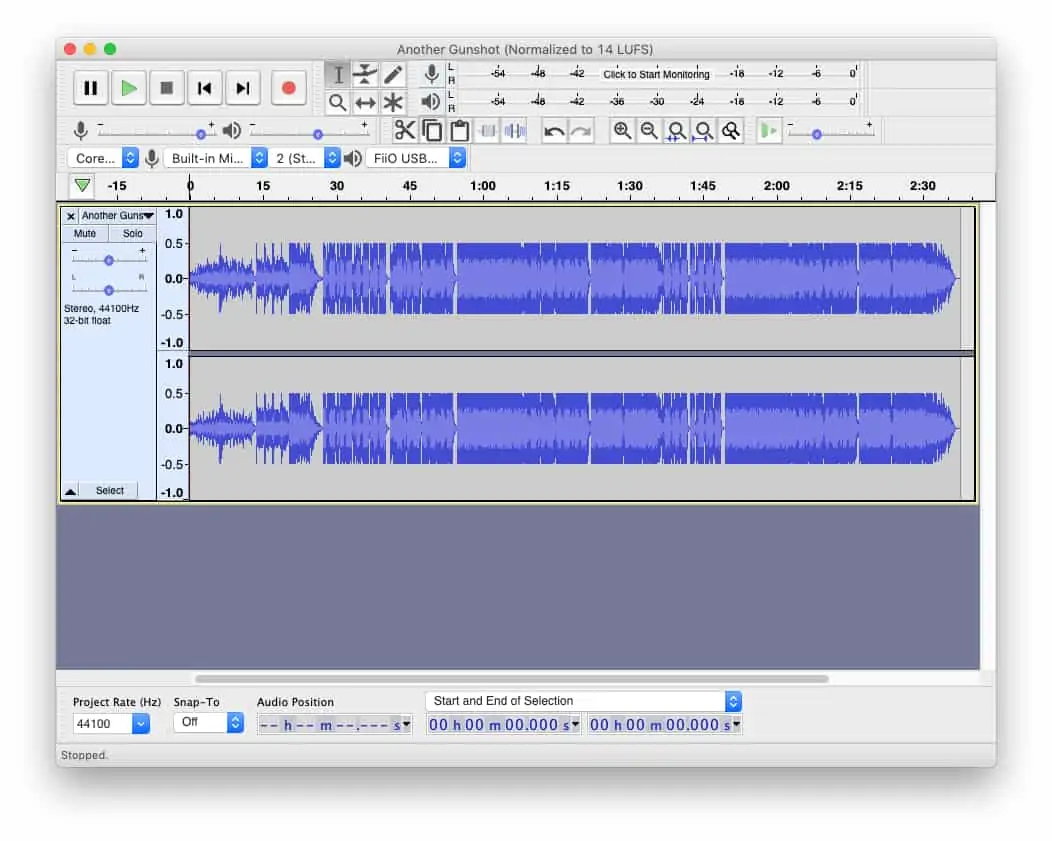 Another Gunshot (Normalized to 14 LUFS)
L
R
-54 -48 -42 Click to Start Monitoring -18 -12 -6 0
L
R
-54 -48 -42 -36 -30 -24 -18 -12 -6 0
- + - +
- +
Core... Built-in Mi... 2 (St... FiiO USB...
-15 0 15 30 45 1:00 1:15 1:30 1:45 2:00 2:15 2:30
x Another Guns
Mute Solo
- +
L R
Stereo, 44100Hz
32-bit float
1.0
0.5
0.0
-0.5
-1.0
1.0
0.5
0.0
-0.5
-1.0
Select
Project Rate (Hz) Snap-To Audio Position Start and End of Selection
44100 Off -- h -- m --.--- s 00 h 00 m 00.000 s 00 h 00 m 00.000 s
Stopped.